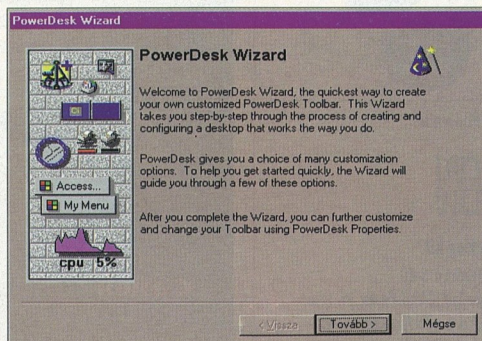 PowerDesk Wizard
PowerDesk Wizard
Welcome to PowerDesk Wizard, the quickest way to create
your own customized PowerDesk Toolbar. This Wizard
takes you step-by-step through the process of creating and
configuring a desktop that works the way you do.
PowerDesk gives you a choice of many customization
options. To help you get started quickly, the Wizard will
guide you through a few of these options.
After you complete the Wizard, you can further customize
and change your Toolbar using PowerDesk Properties.
Access...
My Menu
cpu 5%
< Vissza
Tovább >
Mégse